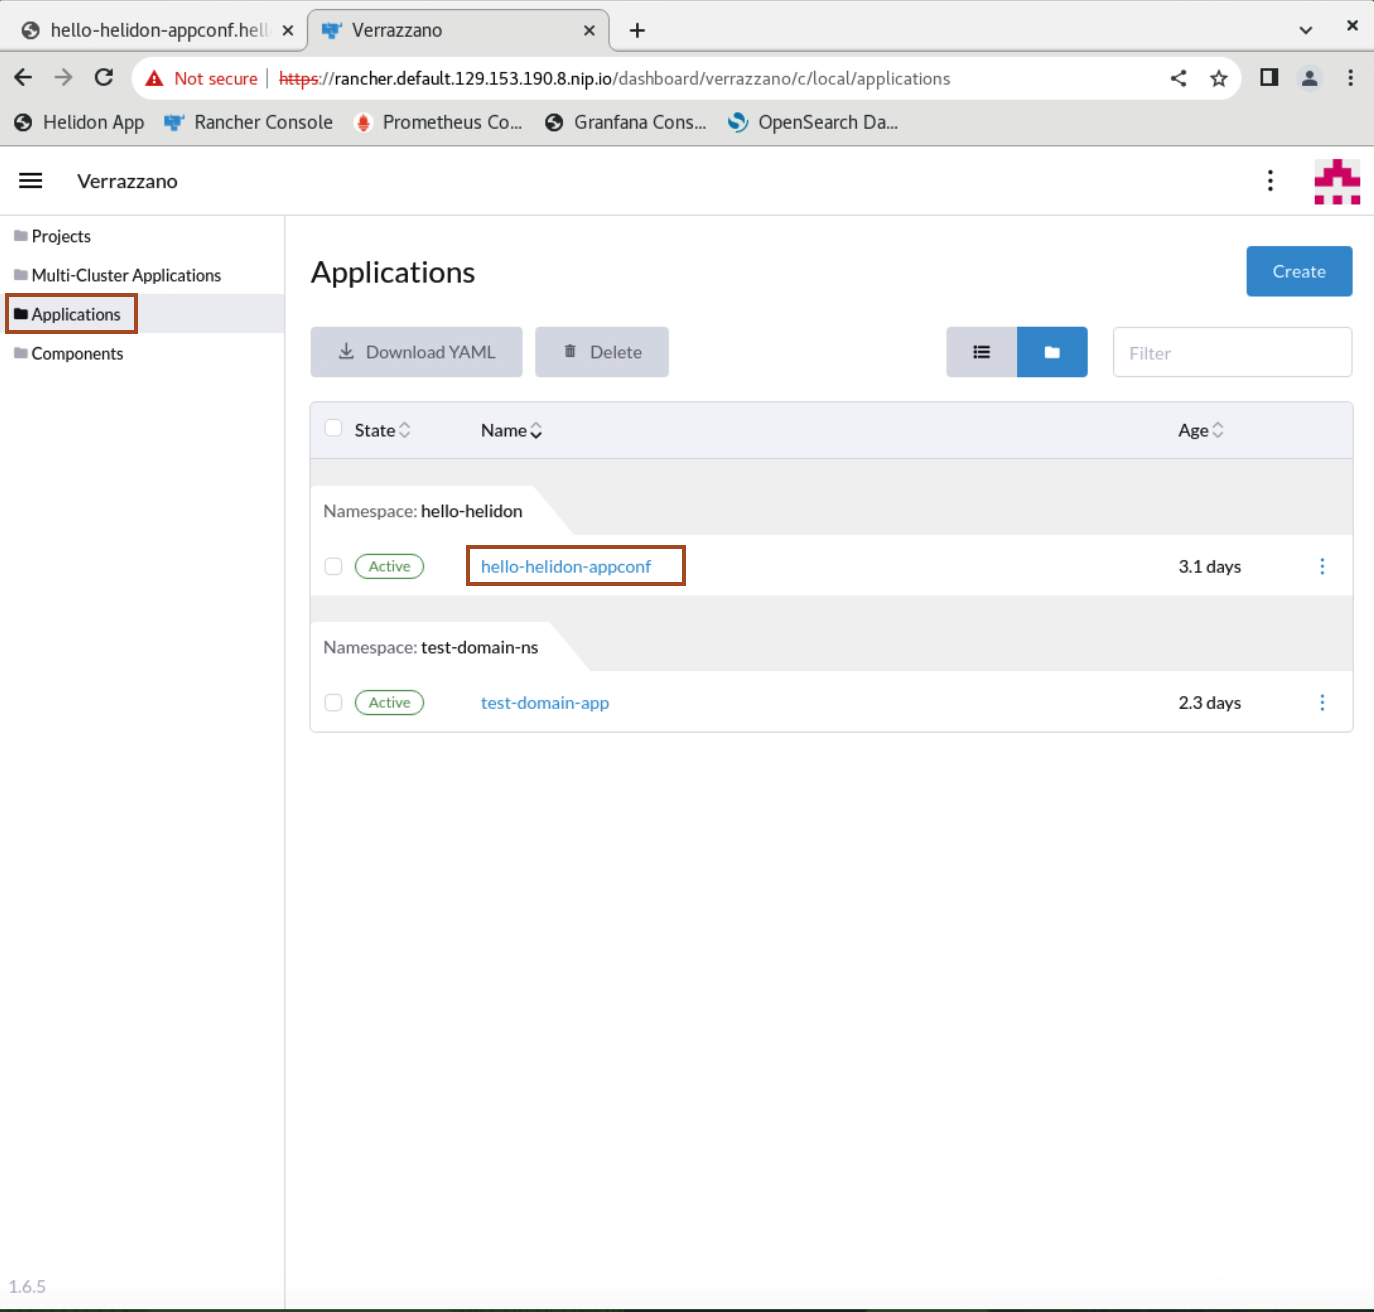 hello-helidon-appconf.hell
Verrazzano
Not secure
https://rancher.default.129.153.190.8.nip.io/dashboard/verrazzano/c/local/applications
Helidon App
Rancher Console
Prometheus Co...
Granfana Cons...
OpenSearch Da...
Verrazzano
Projects
Multi-Cluster Applications
Applications
Components
Applications
Create
Download YAML
Delete
Filter
State
Name
Age
Namespace: hello-helidon
Active
hello-helidon-appconf
3.1 days
Namespace: test-domain-ns
Active
test-domain-app
2.3 days
1.6.5